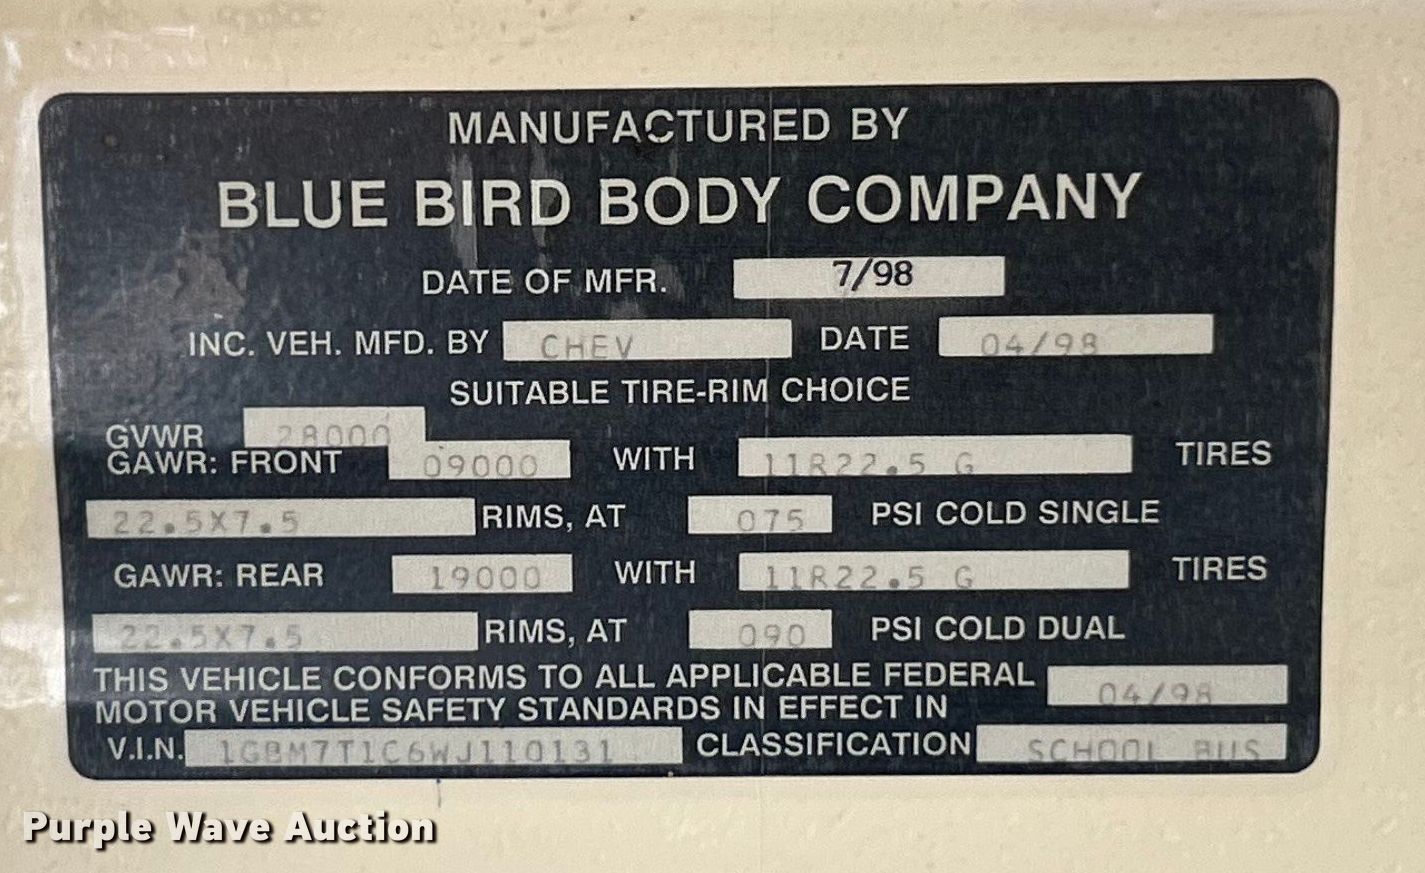 MANUFACTURED BY
BLUE BIRD BODY COMPANY
DATE OF MFR. 7/98
INC. VEH. MFD. BY CHEV DATE 04/98
SUITABLE TIRE-RIM CHOICE
GVWR 28000
GAWR: FRONT 09000 WITH 11R22.5 G TIRES
22.5X7.5 RIMS, AT 075 PSI COLD SINGLE
GAWR: REAR 19000 WITH 11R22.5 G TIRES
22.5X7.5 RIMS, AT 090 PSI COLD DUAL
THIS VEHICLE CONFORMS TO ALL APPLICABLE FEDERAL 04/98
MOTOR VEHICLE SAFETY STANDARDS IN EFFECT IN
V.I.N. 1GBM7T1C6WJ110131 CLASSIFICATION SCHOOL BUS
Purple Wave Auction